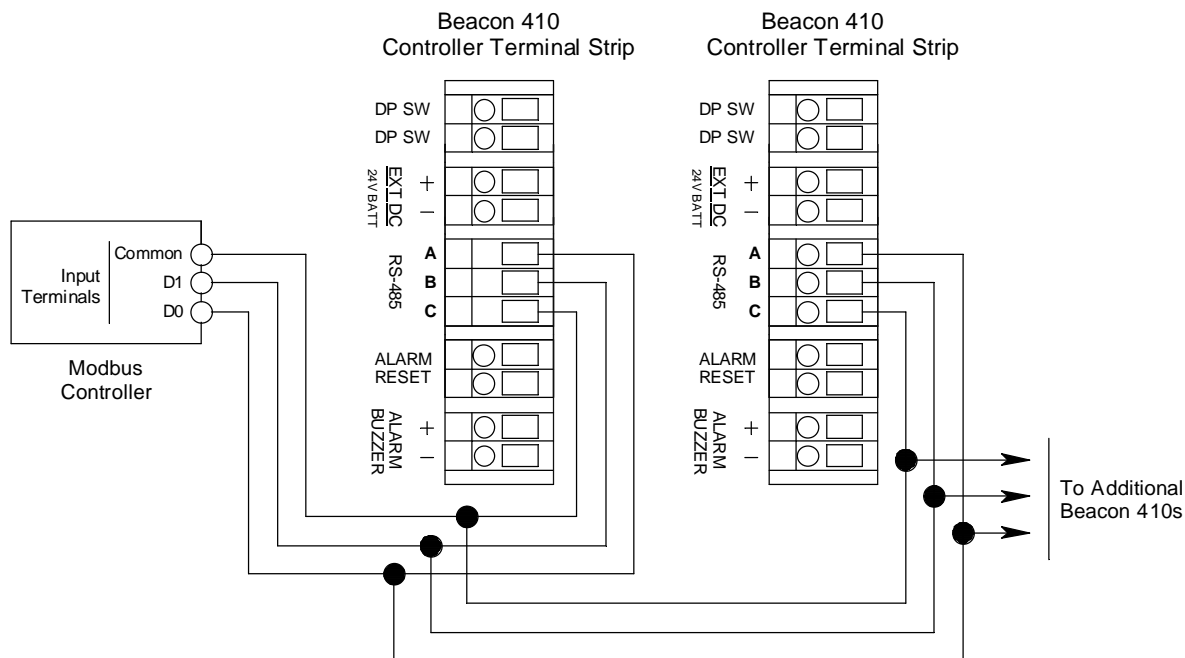 Beacon 410
Controller Terminal Strip
Beacon 410
Controller Terminal Strip
DP SW
DP SW
EXT DC
24V BATT
+
−
RS-485
A
B
C
ALARM
RESET
ALARM
BUZZER
+
−
DP SW
DP SW
EXT DC
24V BATT
+
−
RS-485
A
B
C
ALARM
RESET
ALARM
BUZZER
+
−
Input
Terminals
Common
D1
D0
Modbus
Controller
To Additional
Beacon 410s